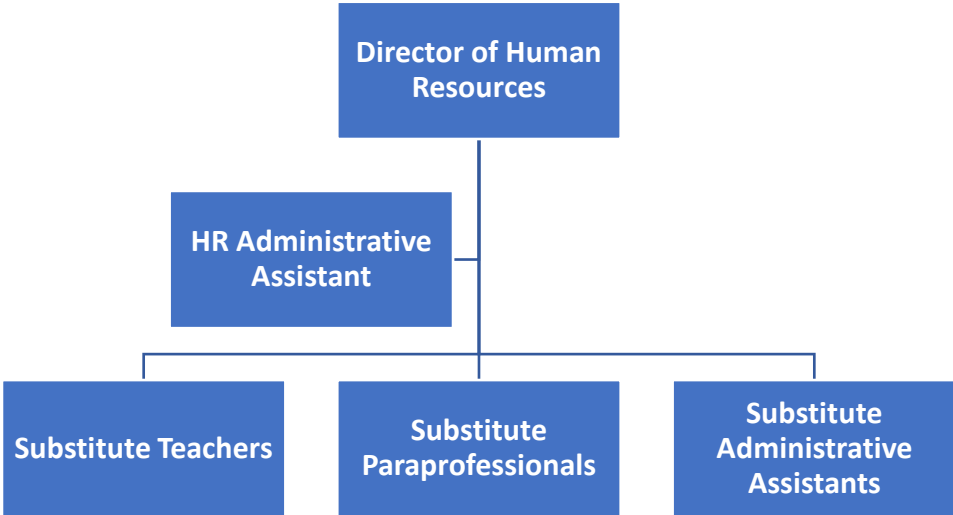 Director of Human
Resources
HR Administrative
Assistant
Substitute Teachers
Substitute
Paraprofessionals
Substitute
Administrative
Assistants